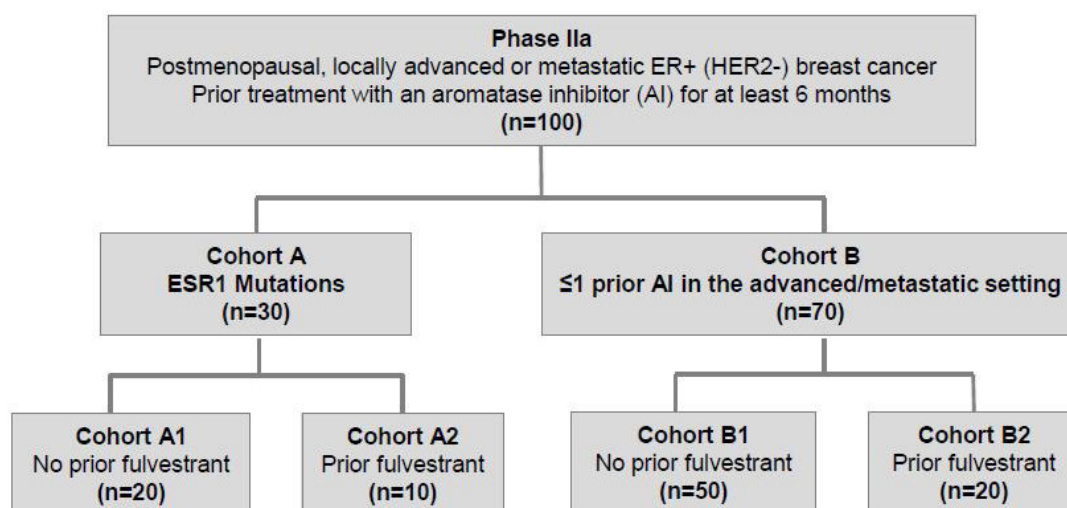 Phase IIa
Postmenopausal, locally advanced or metastatic ER+ (HER2-) breast cancer
Prior treatment with an aromatase inhibitor (AI) for at least 6 months
(n=100)
Cohort A
ESR1 Mutations
(n=30)
Cohort B
≤1 prior AI in the advanced/metastatic setting
(n=70)
Cohort A1
No prior fulvestrant
(n=20)
Cohort A2
Prior fulvestrant
(n=10)
Cohort B1
No prior fulvestrant
(n=50)
Cohort B2
Prior fulvestrant
(n=20)